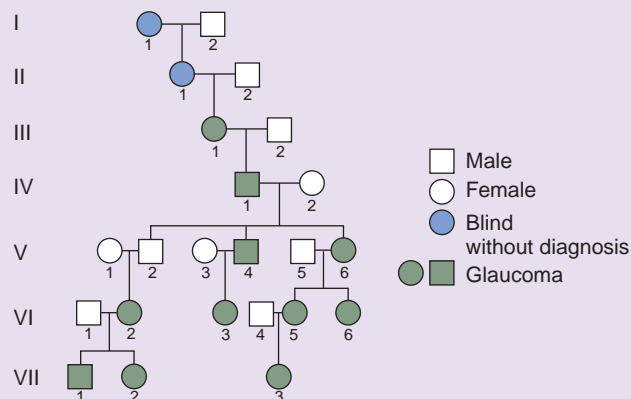 I
1 2
II
1 2
III
1 2
IV
1 2
V
1 2 3 4 5 6
VI
1 2 3 4 5 6
VII
1 2 3
Male
Female
Blind
without diagnosis
Glaucoma